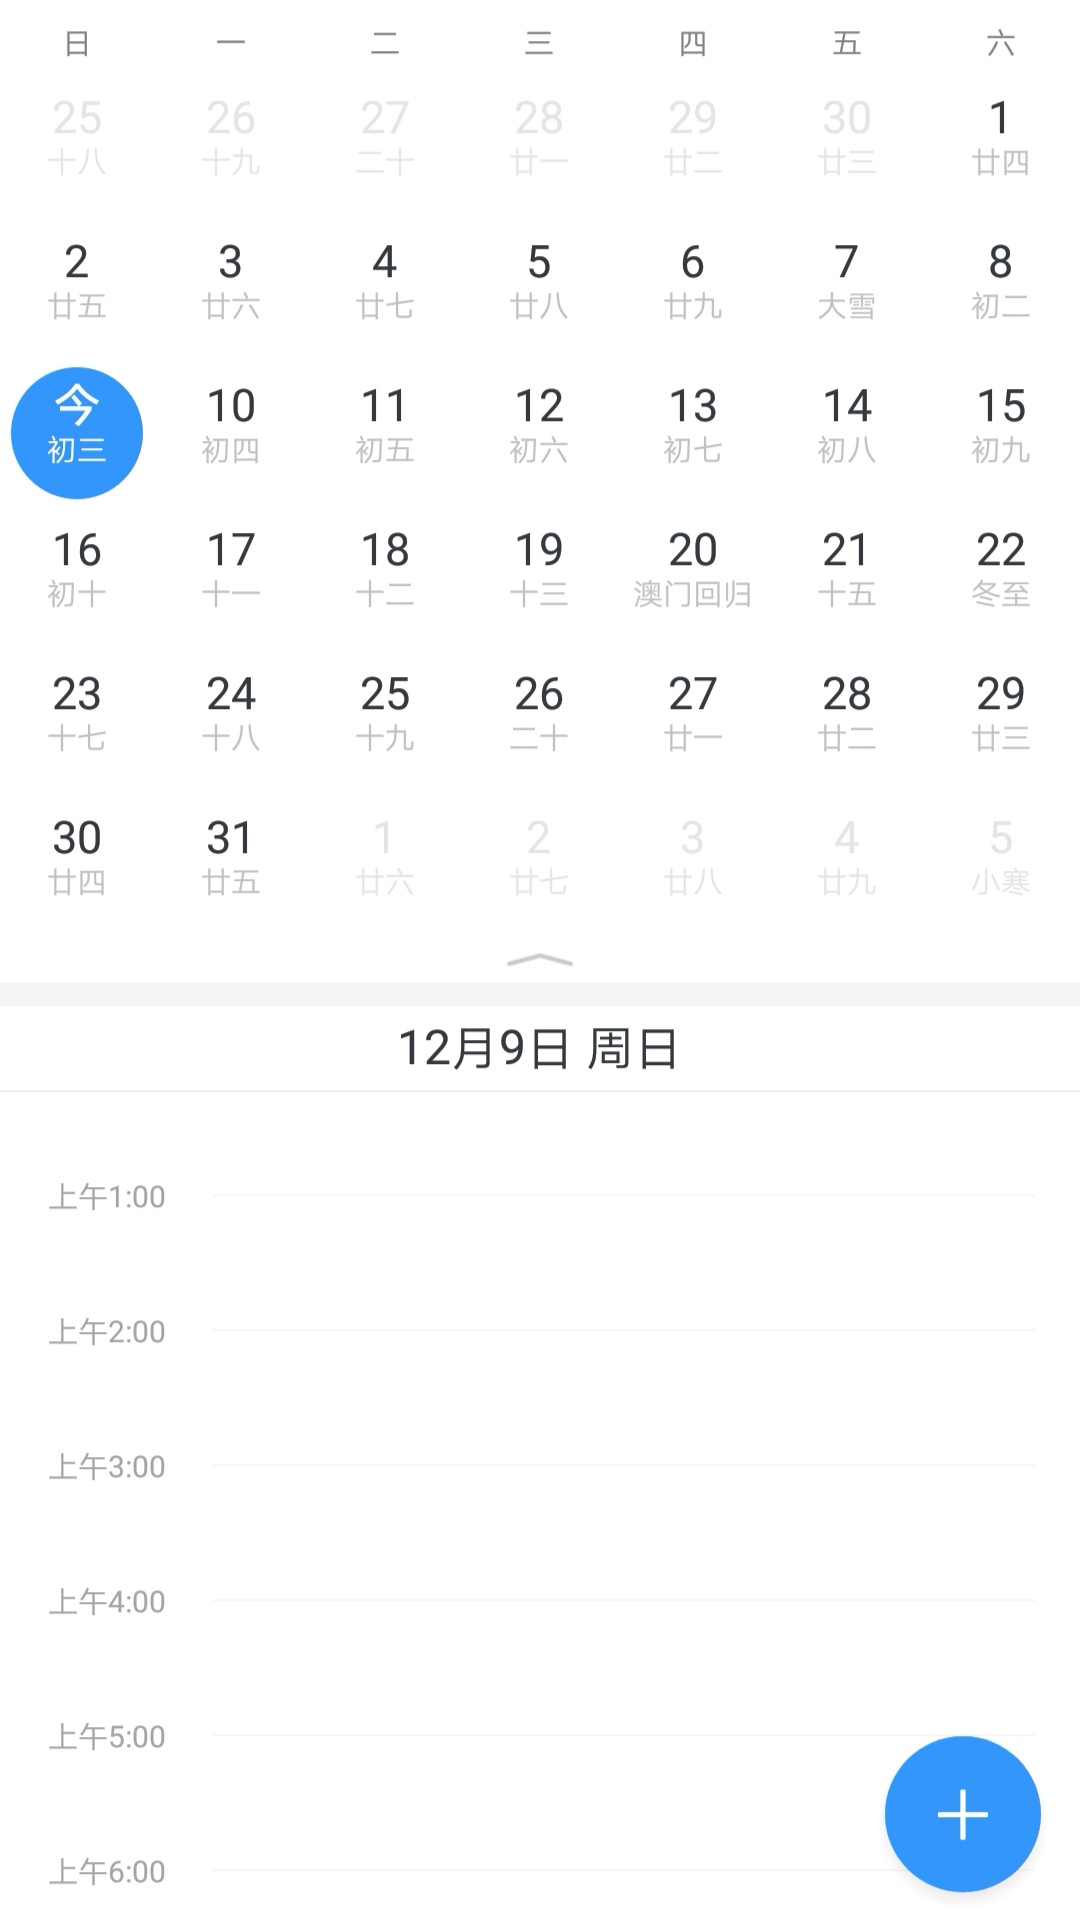 日 一 二 三 四 五 六
25 26 27 28 29 30 1
十八 十九 二十 廿一 廿二 廿三 廿四
2 3 4 5 6 7 8
廿五 廿六 廿七 廿八 廿九 大雪 初二
今 10 11 12 13 14 15
初三 初四 初五 初六 初七 初八 初九
16 17 18 19 20 21 22
初十 十一 十二 十三 澳门回归 十五 冬至
23 24 25 26 27 28 29
十七 十八 十九 二十 廿一 廿二 廿三
30 31 1 2 3 4 5
廿四 廿五 廿六 廿七 廿八 廿九 小寒
12月9日 周日
上午1:00
上午2:00
上午3:00
上午4:00
上午5:00
上午6:00